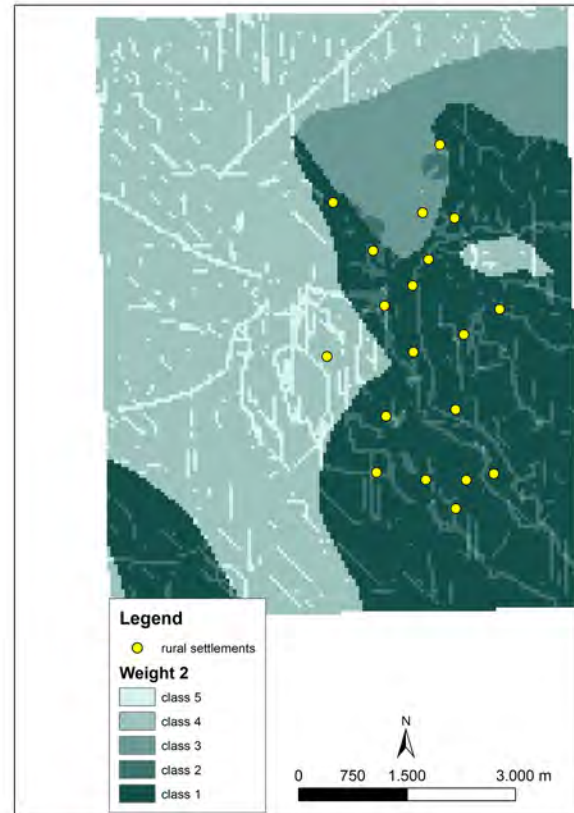 Legend
rural settlements
Weight 2
class 5
class 4
class 3
class 2
class 1
N
0 750 1.500 3.000 m